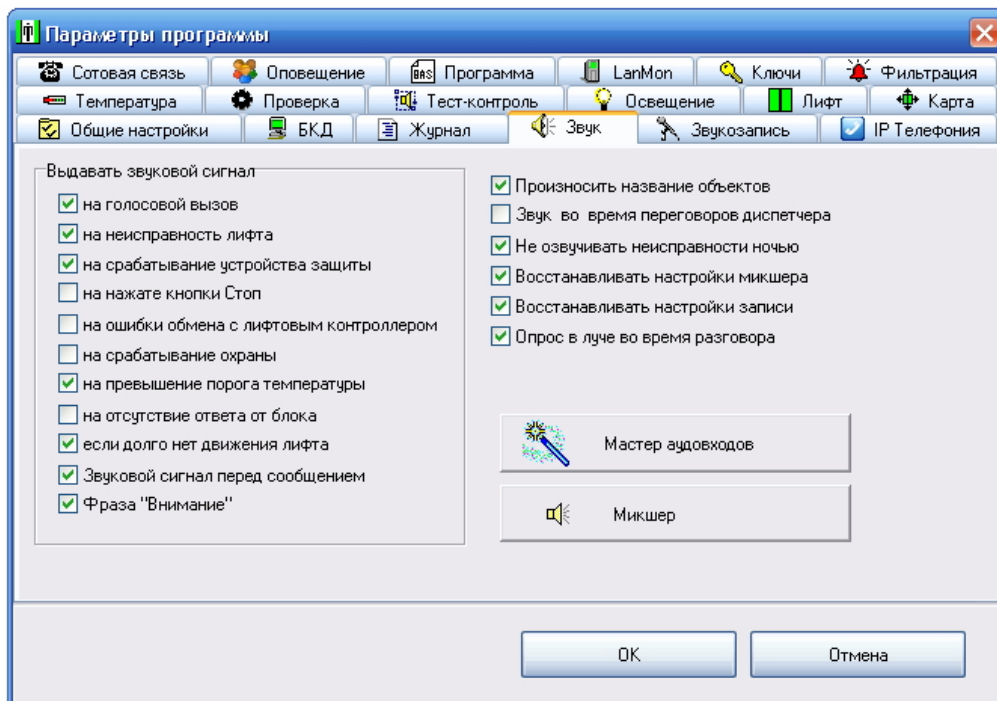 Параметры программы
Сотовая связь Оповещение Программа LanMon Ключи Фильтрация
Температура Проверка Тест-контроль Освещение Лифт Карта
Общие настройки БКД Журнал Звук Звукозапись IP Телефония
Выдавать звуковой сигнал
на голосовой вызов
на неисправность лифта
на срабатывание устройства защиты
на нажате кнопки Стоп
на ошибки обмена с лифтовым контроллером
на срабатывание охраны
на превышение порога температуры
на отсутствие ответа от блока
если долго нет движения лифта
Звуковой сигнал перед сообщением
Фраза "Внимание"
Произносить название объектов
Звук во время переговоров диспетчера
Не озвучивать неисправности ночью
Восстанавливать настройки микшера
Восстанавливать настройки записи
Опрос в луче во время разговора
Мастер аудовходов
Микшер
OK Отмена